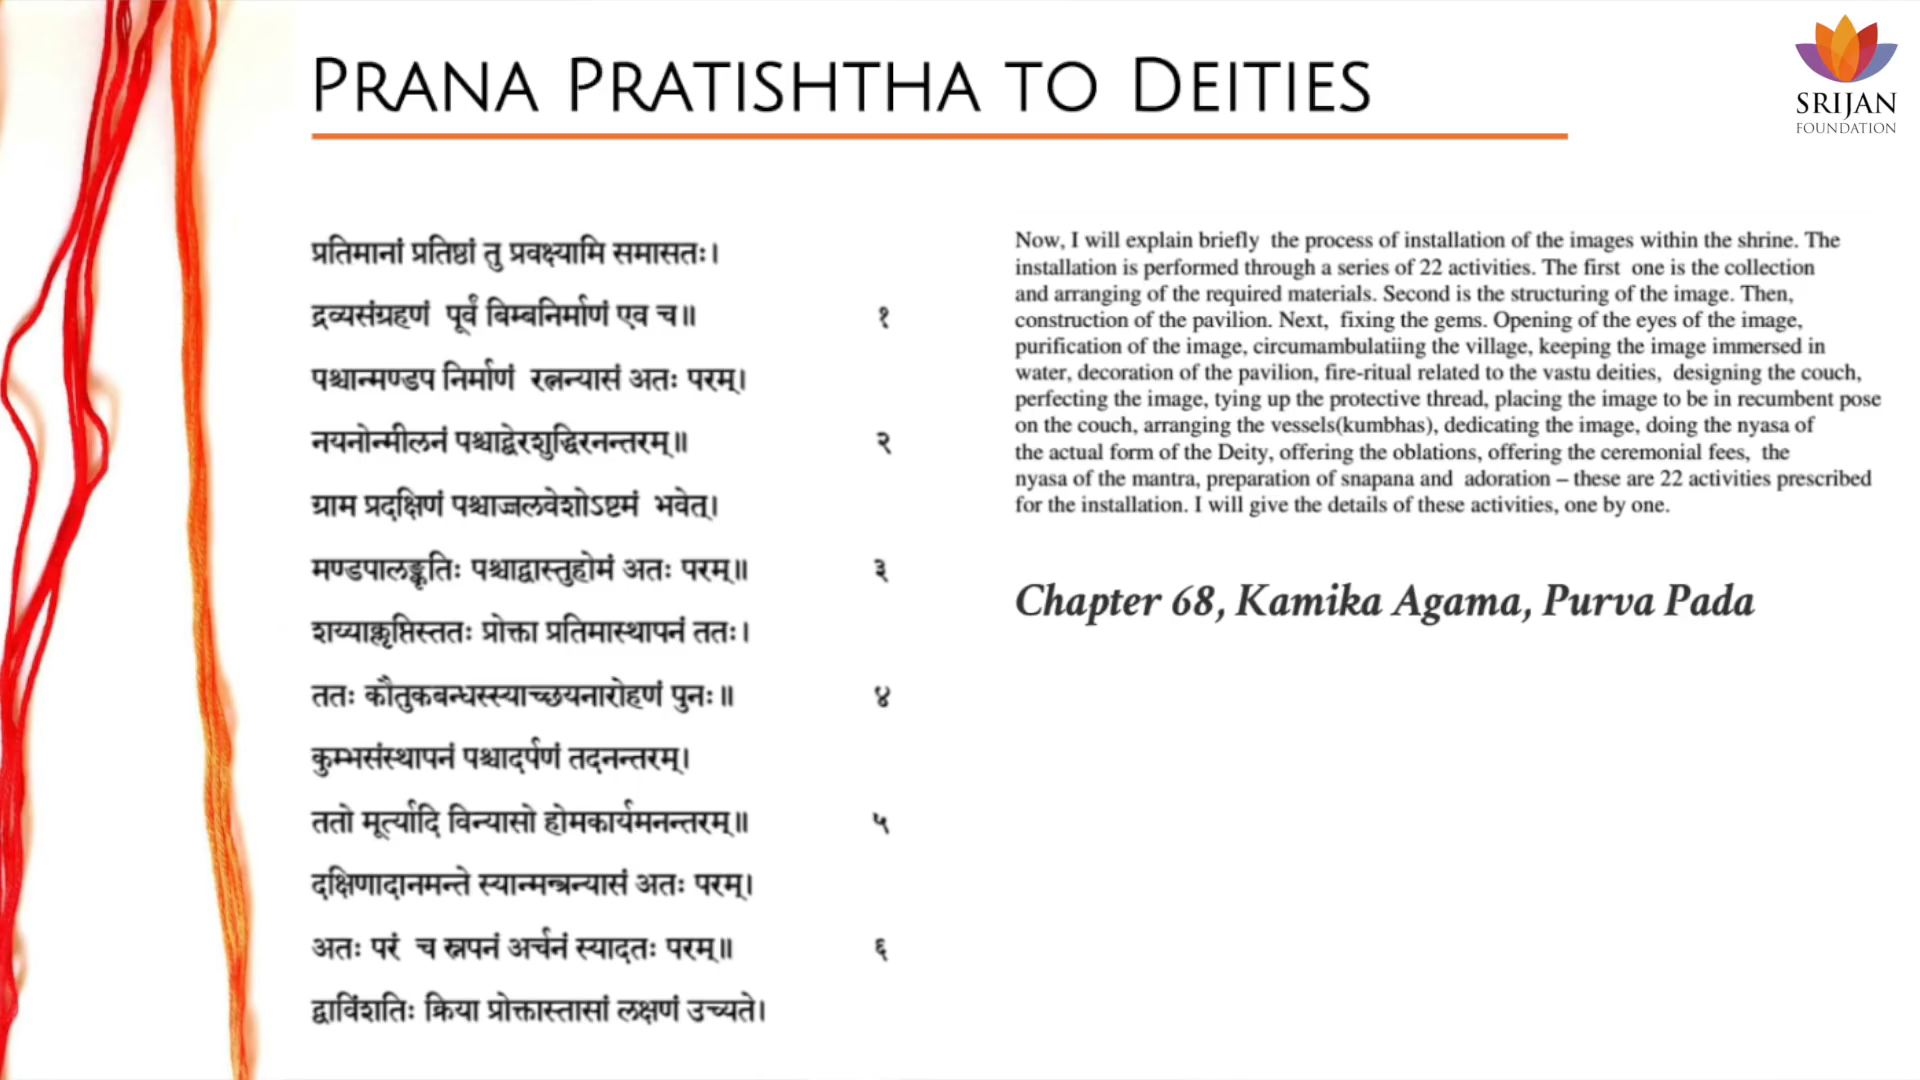 PRANA PRATISHTHA TO DEITIES
SRIJAN
FOUNDATION
प्रतिमानां प्रतिष्ठां तु प्रवक्ष्यामि समासतः।
द्रव्यसंग्रहणं पूर्वं बिम्बनिर्माणं एव च॥ १
पश्चान्मण्डप निर्माणं रत्नन्यासं अतः परम्।
नयनोन्मीलनं पश्चाद्बेरशुद्धिरनन्तरम्॥ २
ग्राम प्रदक्षिणं पश्चाज्जलवेशोऽष्टमं भवेत्।
मण्डपालङ्कृतिः पश्चाद्वास्तुहोमं अतः परम्॥ ३
शय्याक्लृप्तिस्ततः प्रोक्ता प्रतिमास्थापनं ततः।
ततः कौतुकबन्धस्स्याच्छयनारोहणं पुनः॥ ४
कुम्भसंस्थापनं पश्चादर्पणं तदनन्तरम्।
ततो मूर्त्यादि विन्यासो होमकार्यमनन्तरम्॥ ५
दक्षिणादानमन्ते स्यान्मन्त्रन्यासं अतः परम्।
अतः परं च स्नपनं अर्चनं स्यादतः परम्॥ ६
द्वाविंशतिः क्रिया प्रोक्तास्तासां लक्षणं उच्यते।
Now, I will explain briefly the process of installation of the images within the shrine. The
installation is performed through a series of 22 activities. The first one is the collection
and arranging of the required materials. Second is the structuring of the image. Then,
construction of the pavilion. Next, fixing the gems. Opening of the eyes of the image,
purification of the image, circumambulatiing the village, keeping the image immersed in
water, decoration of the pavilion, fire-ritual related to the vastu deities, designing the couch,
perfecting the image, tying up the protective thread, placing the image to be in recumbent pose
on the couch, arranging the vessels(kumbhas), dedicating the image, doing the nyasa of
the actual form of the Deity, offering the oblations, offering the ceremonial fees, the
nyasa of the mantra, preparation of snapana and adoration – these are 22 activities prescribed
for the installation. I will give the details of these activities, one by one.
Chapter 68, Kamika Agama, Purva Pada